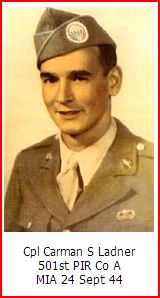 Cpl Carman S Ladner
501st PIR Co A
MIA 24 Sept 44